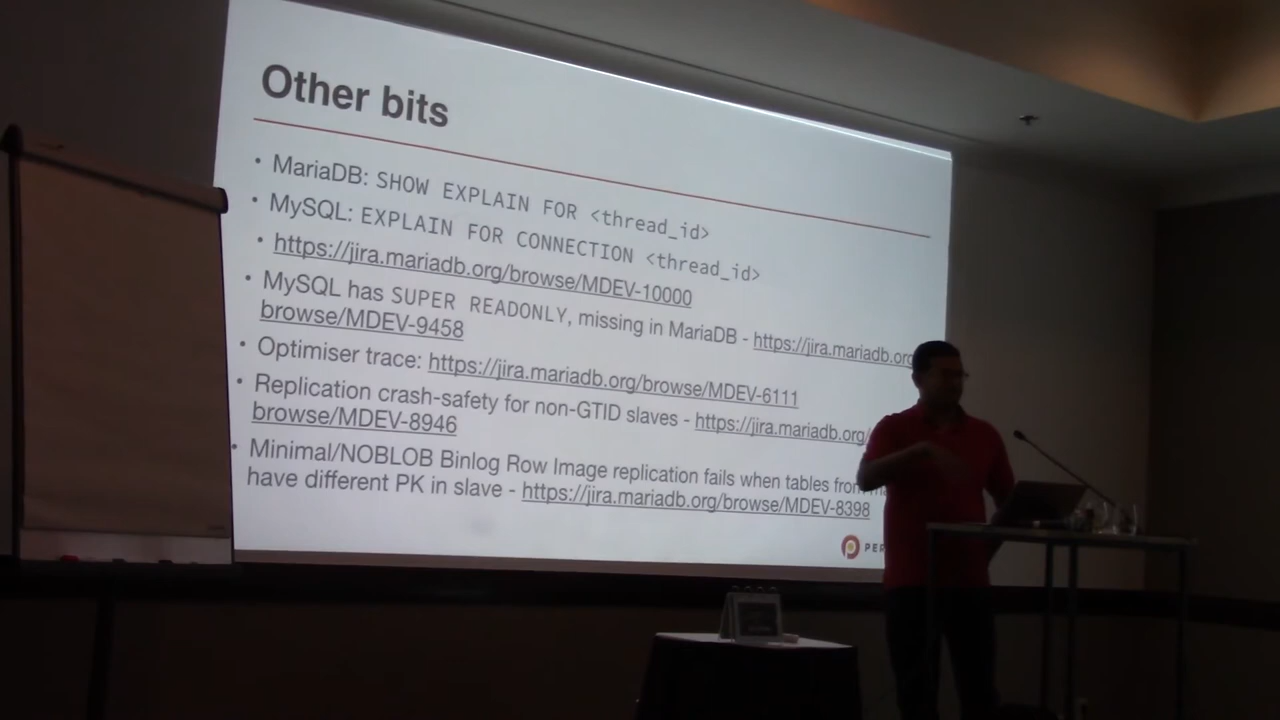 Other bits
• MariaDB: SHOW EXPLAIN FOR <thread_id>
• MySQL: EXPLAIN FOR CONNECTION <thread_id>
• https://jira.mariadb.org/browse/MDEV-10000
• MySQL has SUPER READONLY, missing in MariaDB - https://jira.mariadb.org
browse/MDEV-9458
• Optimiser trace: https://jira.mariadb.org/browse/MDEV-6111
• Replication crash-safety for non-GTID slaves - https://jira.mariadb.org/
browse/MDEV-8946
• Minimal/NOBLOB Binlog Row Image replication fails when tables from
have different PK in slave - https://jira.mariadb.org/browse/MDEV-8398
PER